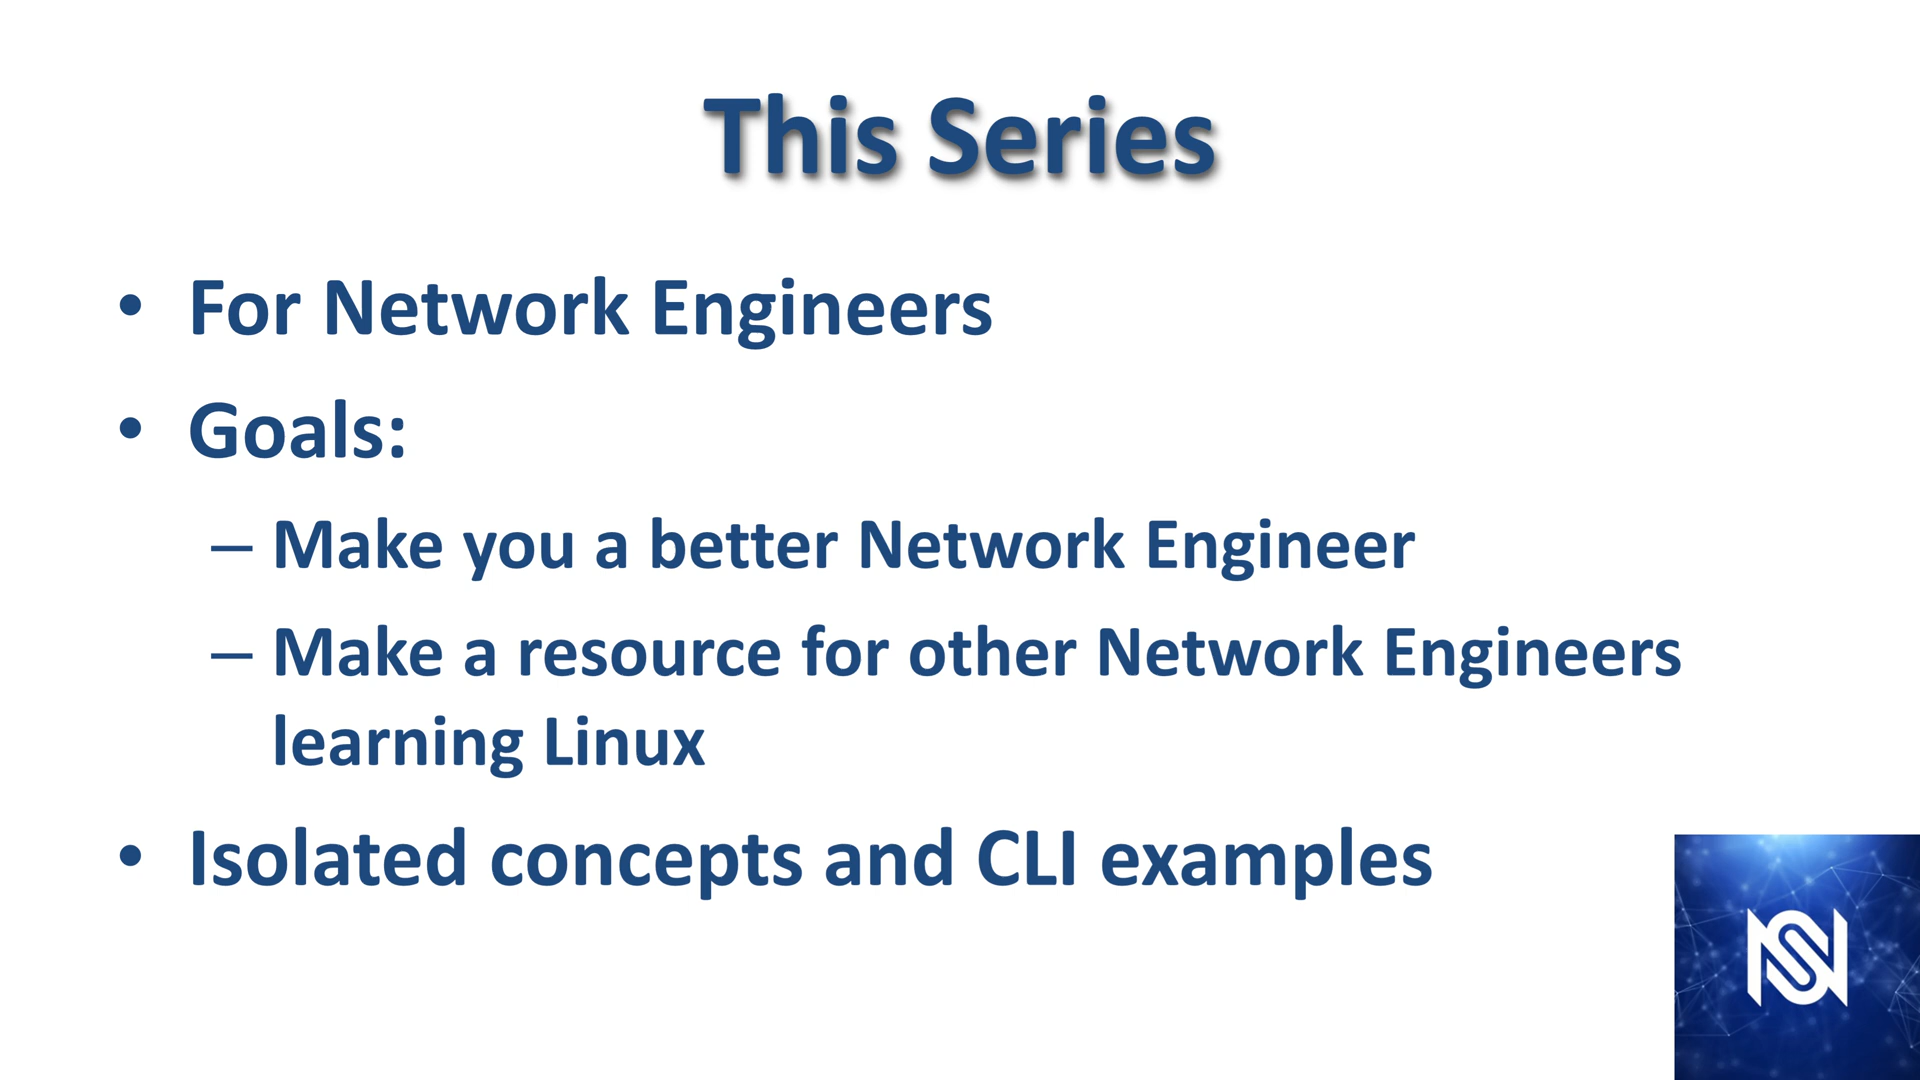 This Series
• For Network Engineers
• Goals:
– Make you a better Network Engineer
– Make a resource for other Network Engineers
learning Linux
• Isolated concepts and CLI examples